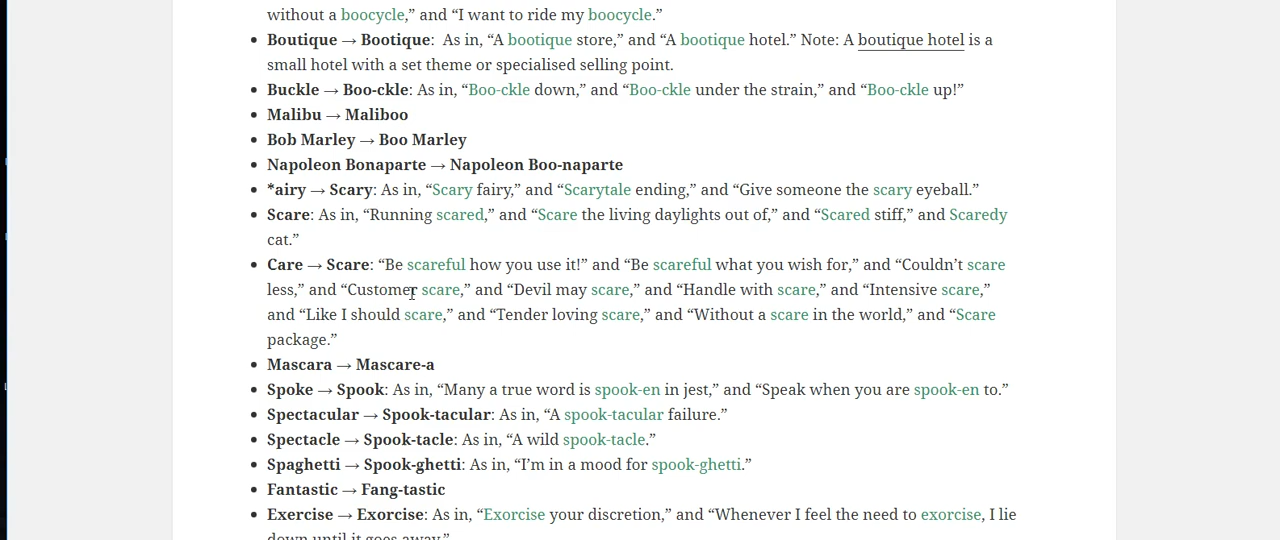 without a boocycle,” and “I want to ride my boocycle.”
• Boutique → Bootique:  As in, “A bootique store,” and “A bootique hotel.” Note: A boutique hotel is a
small hotel with a set theme or specialised selling point.
• Buckle → Boo-ckle: As in, “Boo-ckle down,” and “Boo-ckle under the strain,” and “Boo-ckle up!”
• Malibu → Maliboo
• Bob Marley → Boo Marley
• Napoleon Bonaparte → Napoleon Boo-naparte
• *airy → Scary: As in, “Scary fairy,” and “Scarytale ending,” and “Give someone the scary eyeball.”
• Scare: As in, “Running scared,” and “Scare the living daylights out of,” and “Scared stiff,” and Scaredy
cat.”
• Care → Scare: “Be scareful how you use it!” and “Be scareful what you wish for,” and “Couldn’t scare
less,” and “Customer scare,” and “Devil may scare,” and “Handle with scare,” and “Intensive scare,”
and “Like I should scare,” and “Tender loving scare,” and “Without a scare in the world,” and “Scare
package.”
• Mascara → Mascare-a
• Spoke → Spook: As in, “Many a true word is spook-en in jest,” and “Speak when you are spook-en to.”
• Spectacular → Spook-tacular: As in, “A spook-tacular failure.”
• Spectacle → Spook-tacle: As in, “A wild spook-tacle.”
• Spaghetti → Spook-ghetti: As in, “I’m in a mood for spook-ghetti.”
• Fantastic → Fang-tastic
• Exercise → Exorcise: As in, “Exorcise your discretion,” and “Whenever I feel the need to exorcise, I lie
down until it goes away.”